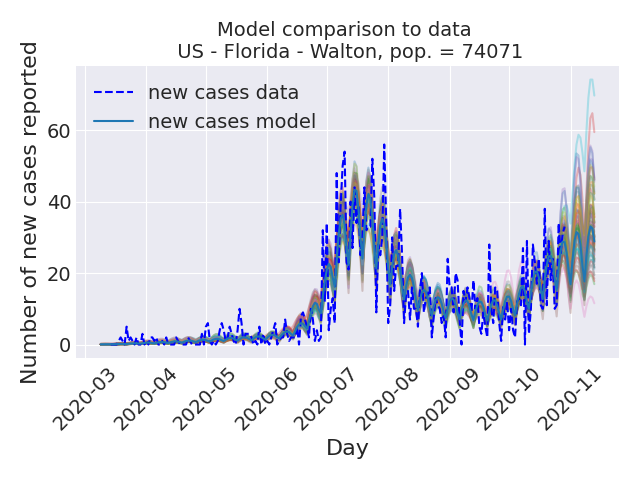 Model comparison to data
US - Florida - Walton, pop. = 74071
Number of new cases reported
new cases data
new cases model
60
40
20
0
2020-03
2020-04
2020-05
2020-06
2020-07
2020-08
2020-09
2020-10
2020-11
Day